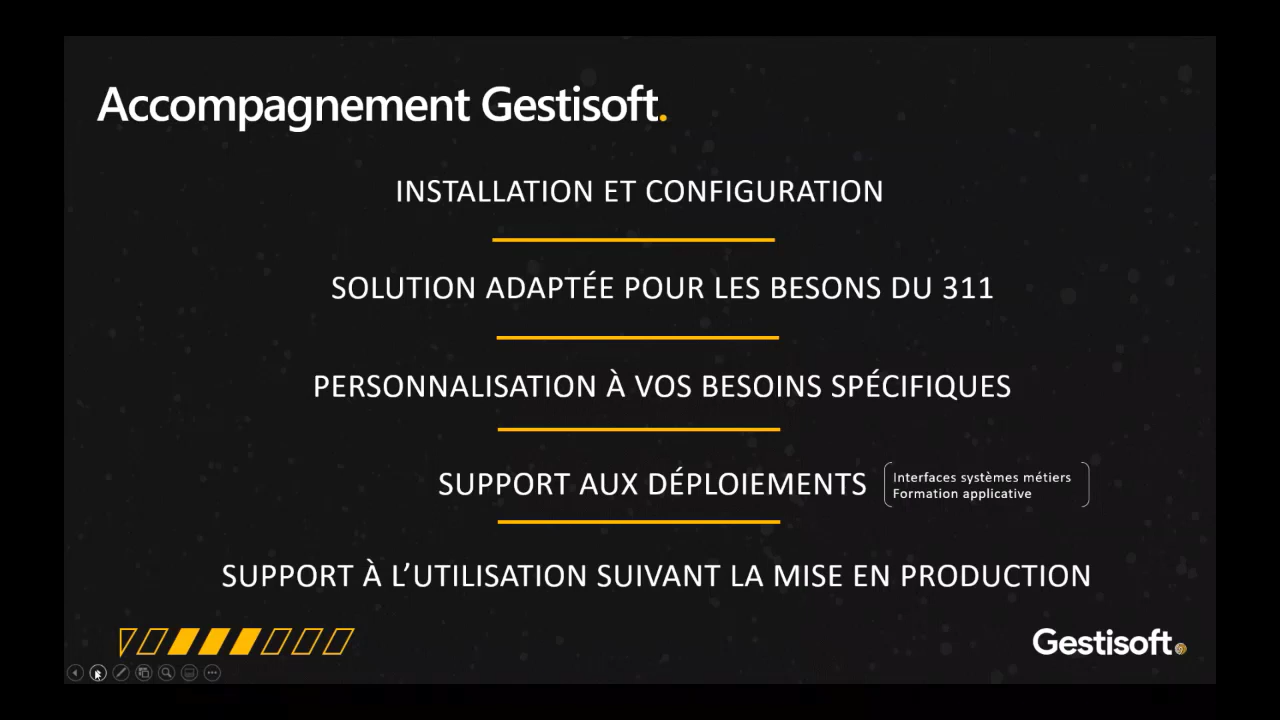 Accompagnement Gestisoft.
INSTALLATION ET CONFIGURATION
SOLUTION ADAPTÉE POUR LES BESONS DU 311
PERSONNALISATION À VOS BESOINS SPÉCIFIQUES
SUPPORT AUX DÉPLOIEMENTS
Interfaces systèmes métiers
Formation applicative
SUPPORT À L’UTILISATION SUIVANT LA MISE EN PRODUCTION
Gestisoft.